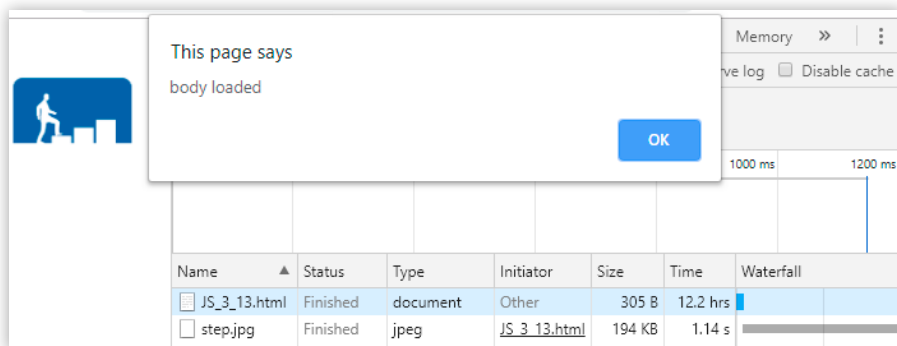 This page says
body loaded
OK
Memory »
ve log Disable cache
1000 ms 1200 ms
Name Status Type Initiator Size Time Waterfall
JS_3_13.html Finished document Other 305 B 12.2 hrs
step.jpg Finished jpeg JS_3_13.html 194 KB 1.14 s